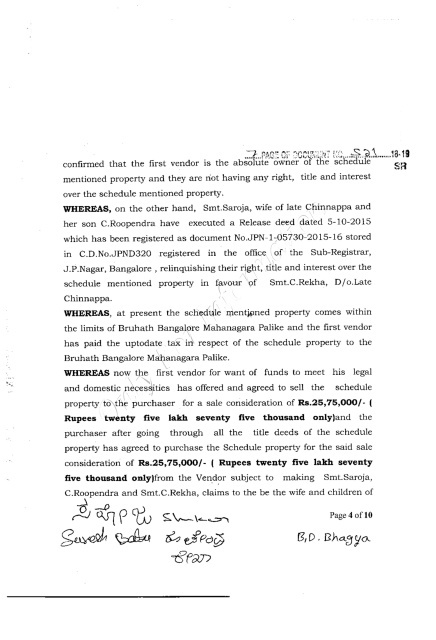 7 PAGE OF DOCUMENT NO. 521 18-19
SR
confirmed that the first vendor is the absolute owner of the schedule
mentioned property and they are not having any right, title and interest
over the schedule mentioned property.
WHEREAS, on the other hand, Smt.Saroja, wife of late Chinnappa and
her son C.Roopendra have executed a Release deed dated 5-10-2015
which has been registered as document No.JPN-1-05730-2015-16 stored
in C.D.No.JPND320 registered in the office of the Sub-Registrar,
J.P.Nagar, Bangalore , relinquishing their right, title and interest over the
schedule mentioned property in favour of Smt.C.Rekha, D/o.Late
Chinnappa.
WHEREAS, at present the schedule mentioned property comes within
the limits of Bruhath Bangalore Mahanagara Palike and the first vendor
has paid the uptodate tax in respect of the schedule property to the
Bruhath Bangalore Mahanagara Palike.
WHEREAS now the first vendor for want of funds to meet his legal
and domestic necessities has offered and agreed to sell the schedule
property to the purchaser for a sale consideration of Rs.25,75,000/- (
Rupees twenty five lakh seventy five thousand only)and the
purchaser after going through all the title deeds of the schedule
property has agreed to purchase the Schedule property for the said sale
consideration of Rs.25,75,000/- ( Rupees twenty five lakh seventy
five thousand only)from the Vendor subject to making Smt.Saroja,
C.Roopendra and Smt.C.Rekha, claims to the be the wife and children of
Page 4 of 10
Suresh Babu
B,D. Bhagya